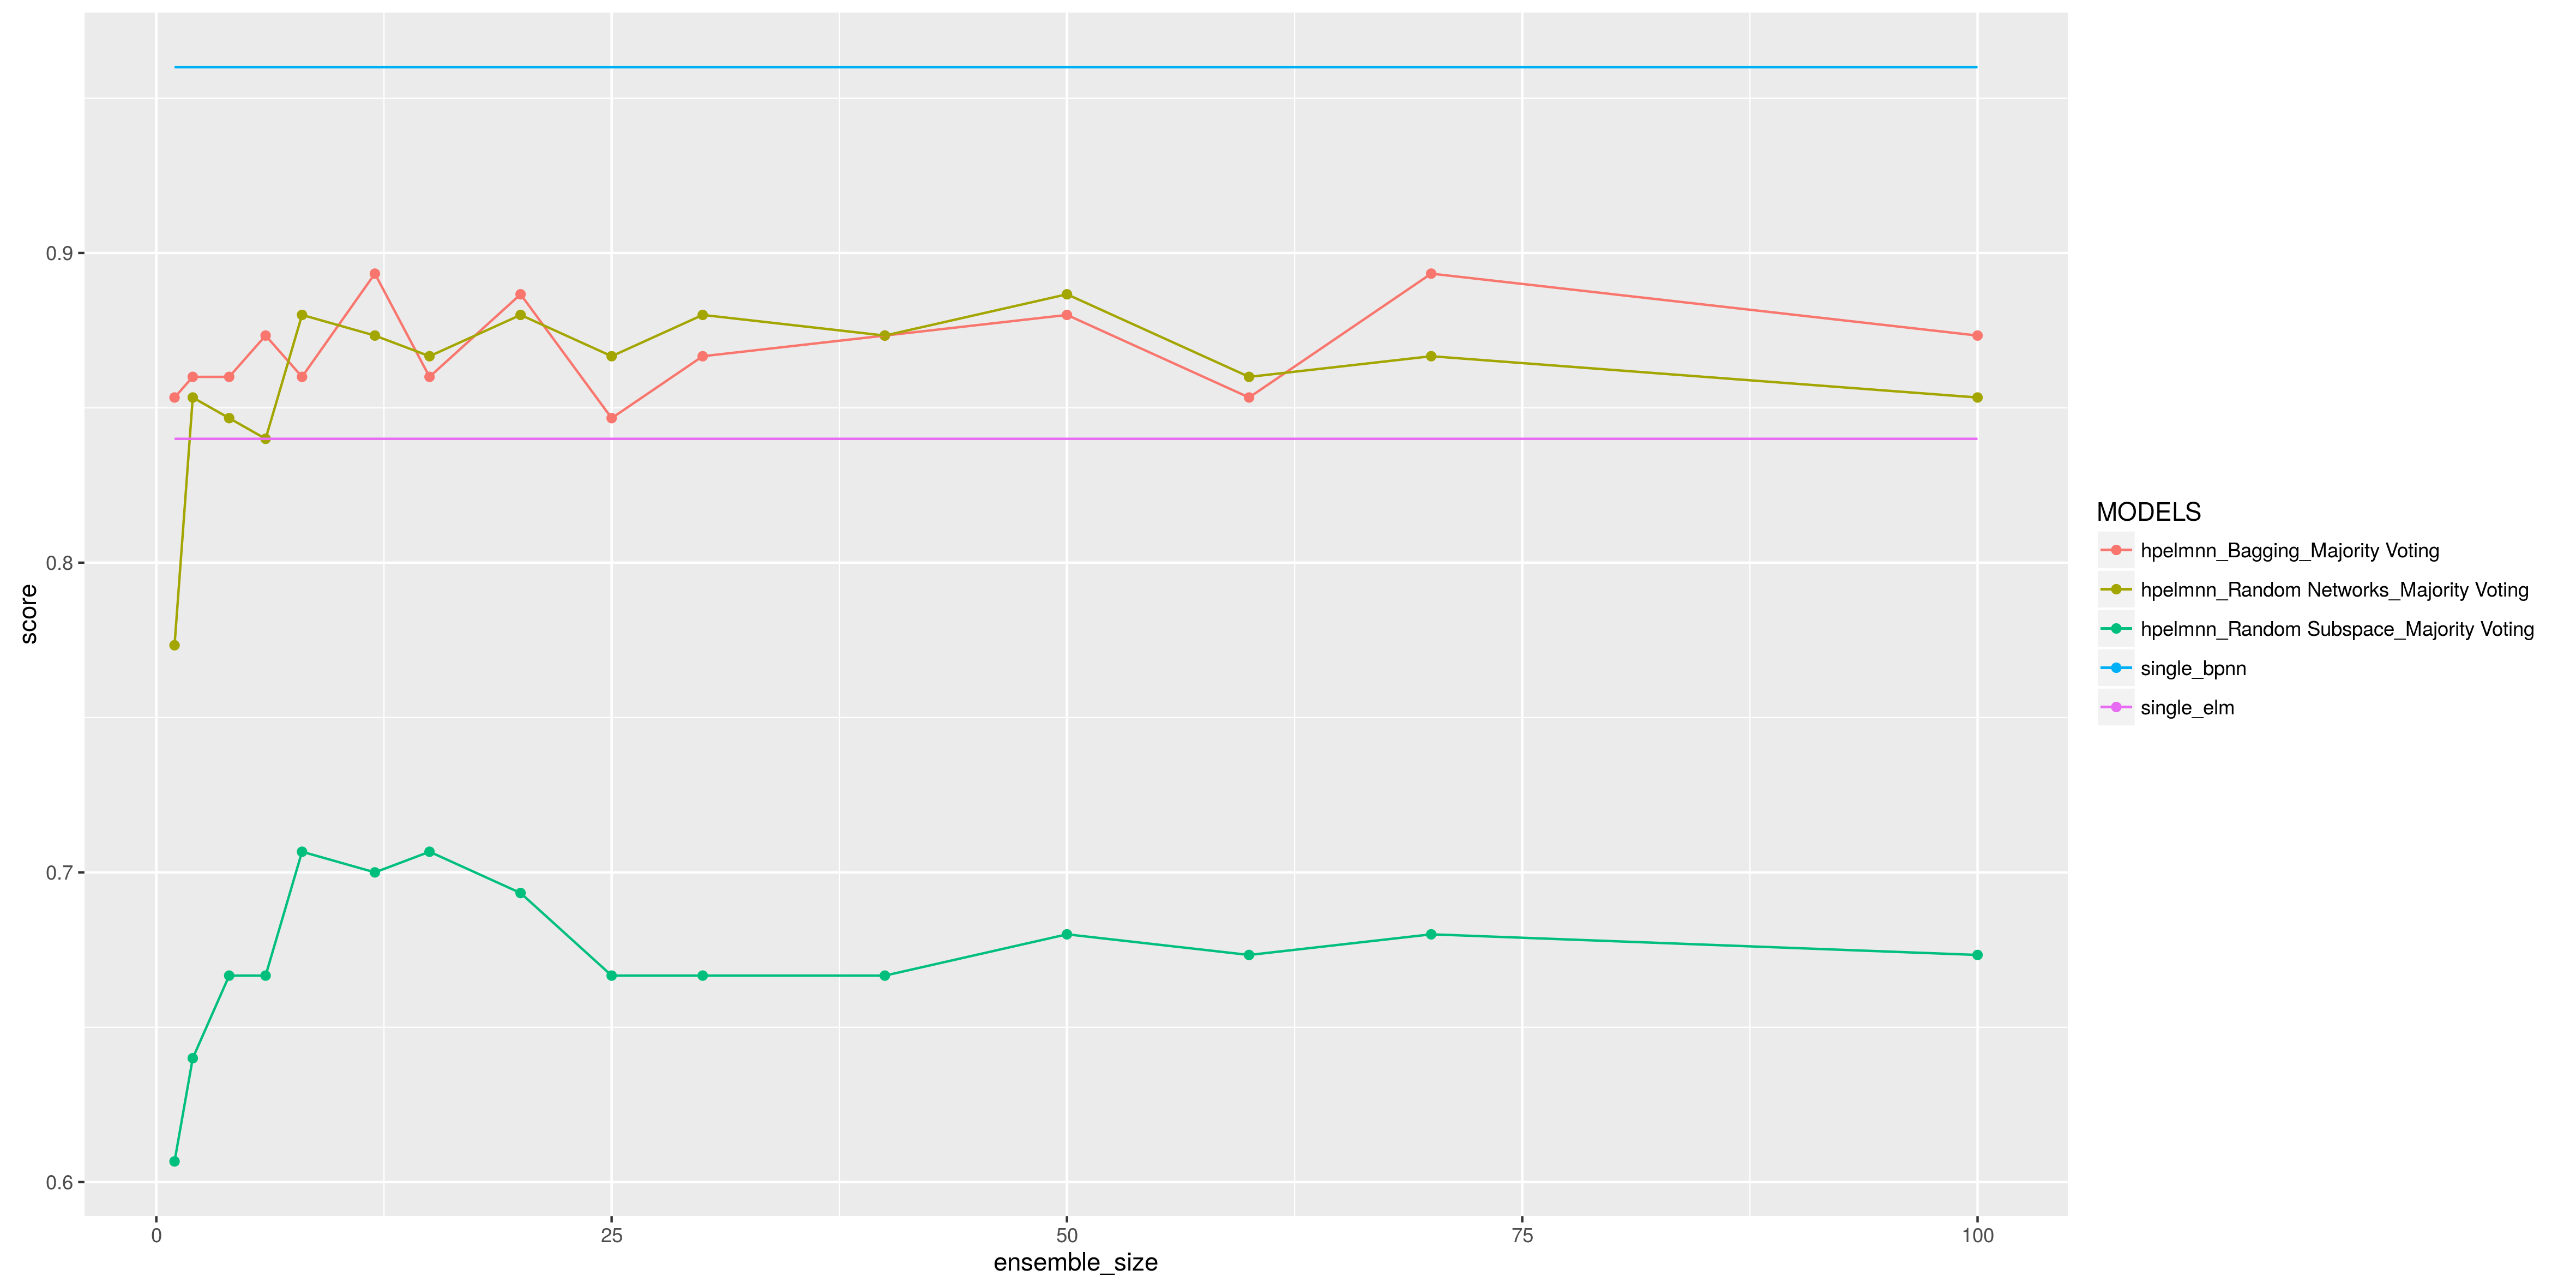 0.9
0.8
0.7
0.6
score
0
25
50
75
100
ensemble_size
MODELS
hpelmnn_Bagging_Majority Voting
hpelmnn_Random Networks_Majority Voting
hpelmnn_Random Subspace_Majority Voting
single_bpnn
single_elm